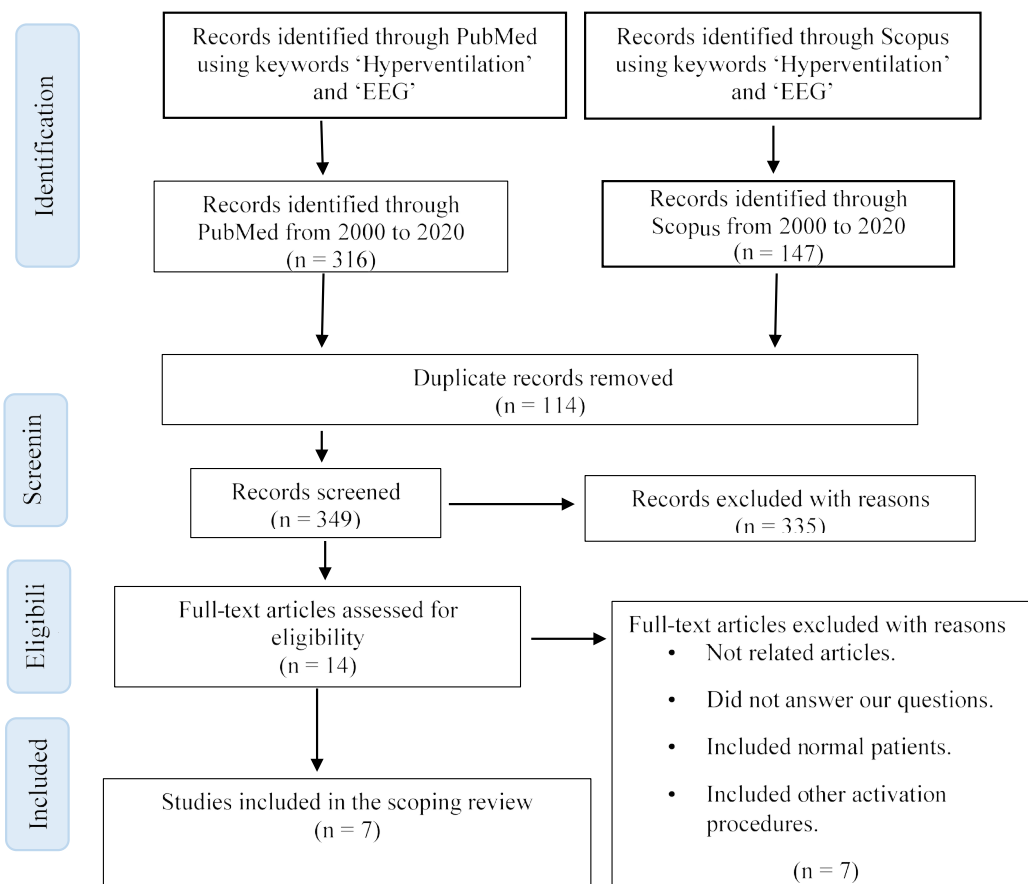 Identification
Records identified through PubMed
using keywords ‘Hyperventilation’
and ‘EEG’
Records identified through Scopus
using keywords ‘Hyperventilation’
and ‘EEG’
Records identified through
PubMed from 2000 to 2020
(n = 316)
Records identified through
Scopus from 2000 to 2020
(n = 147)
Duplicate records removed
(n = 114)
Screenin
Records screened
(n = 349)
Records excluded with reasons
(n = 335)
Eligibili
Full-text articles assessed for
eligibility
(n = 14)
Full-text articles excluded with reasons
• Not related articles.
• Did not answer our questions.
• Included normal patients.
• Included other activation
procedures.
(n = 7)
Included
Studies included in the scoping review
(n = 7)